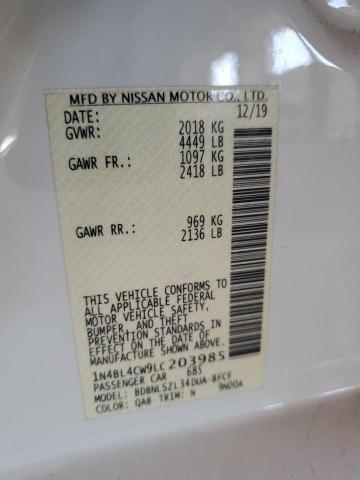 MFD BY NISSAN MOTOR CO., LTD.
DATE: 12/19
GVWR: 2018 KG
4449 LB
GAWR FR.: 1097 KG
2418 LB
GAWR RR.: 969 KG
2136 LB
THIS VEHICLE CONFORMS TO
ALL APPLICABLE FEDERAL
MOTOR VEHICLE SAFETY,
BUMPER, AND THEFT
PREVENTION STANDARDS IN
EFFECT ON THE DATE OF
MANUFACTURE SHOWN ABOVE.
1N4BL4CW9LC203985
PASSENGER CAR 685
MODEL: BDBNLSZL34DUA-BFCF
COLOR: QAB TRIM: N 9N00A